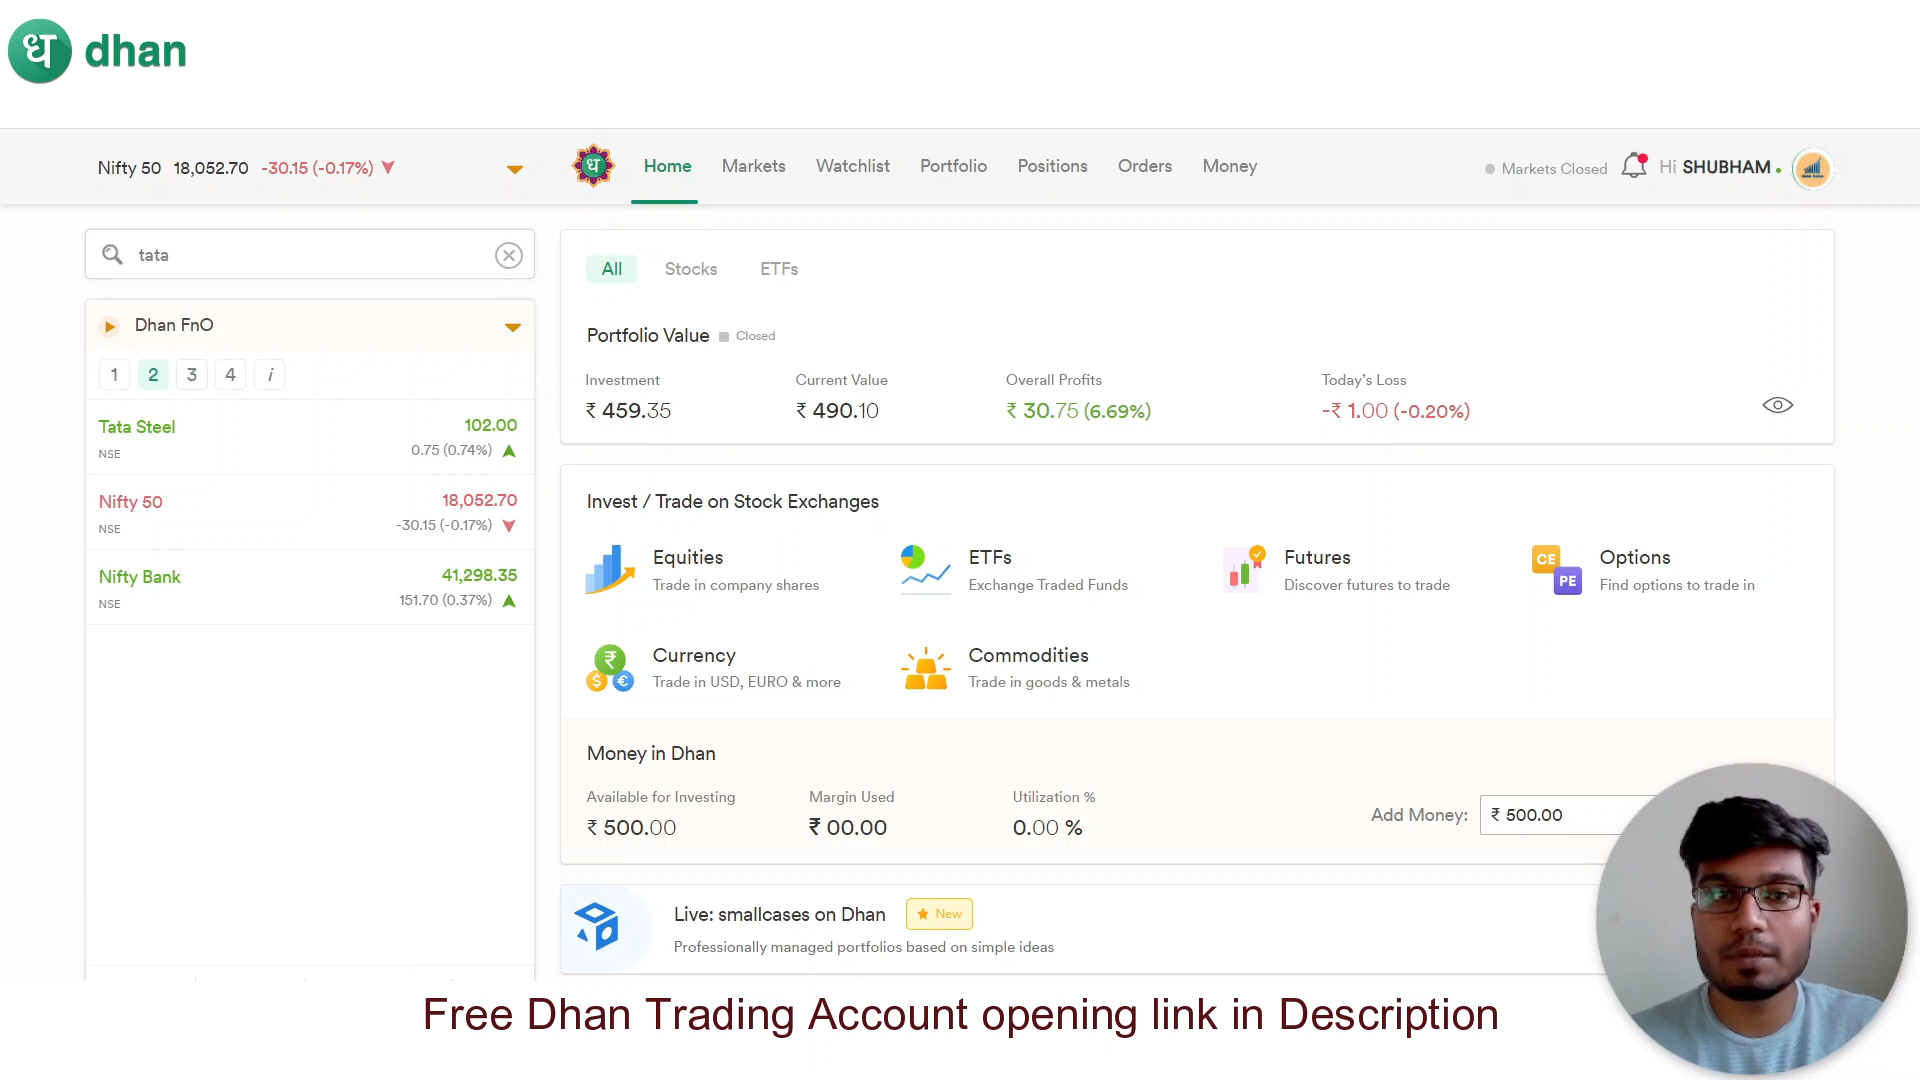 ध dhan
Nifty 50 18,052.70 -30.15 (-0.17%)
ध
Home Markets Watchlist Portfolio Positions Orders Money
Markets Closed
Hi SHUBHAM
tata
Dhan FnO
1 2 3 4 i
Tata Steel 102.00
NSE 0.75 (0.74%)
Nifty 50 18,052.70
NSE -30.15 (-0.17%)
Nifty Bank 41,298.35
NSE 151.70 (0.37%)
All Stocks ETFs
Portfolio Value Closed
Investment Current Value Overall Profits Today's Loss
₹ 459.35 ₹ 490.10 ₹ 30.75 (6.69%) -₹ 1.00 (-0.20%)
Invest / Trade on Stock Exchanges
Equities
Trade in company shares
ETFs
Exchange Traded Funds
Futures
Discover futures to trade
CE
PE
Options
Find options to trade in
₹
$ €
Currency
Trade in USD, EURO & more
Commodities
Trade in goods & metals
Money in Dhan
Available for Investing Margin Used Utilization %
₹ 500.00 ₹ 00.00 0.00 %
Add Money: ₹ 500.00
Live: smallcases on Dhan New
Professionally managed portfolios based on simple ideas
Free Dhan Trading Account opening link in Description